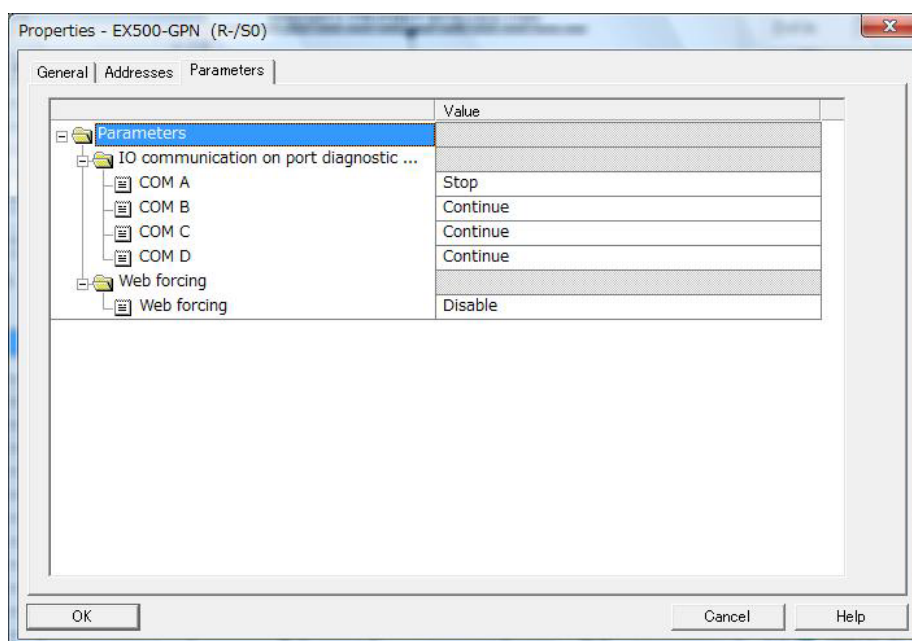 Properties - EX500-GPN (R-/S0)
General Addresses Parameters
Value
Parameters
IO communication on port diagnostic ...
COM A Stop
COM B Continue
COM C Continue
COM D Continue
Web forcing
Web forcing Disable
OK Cancel Help